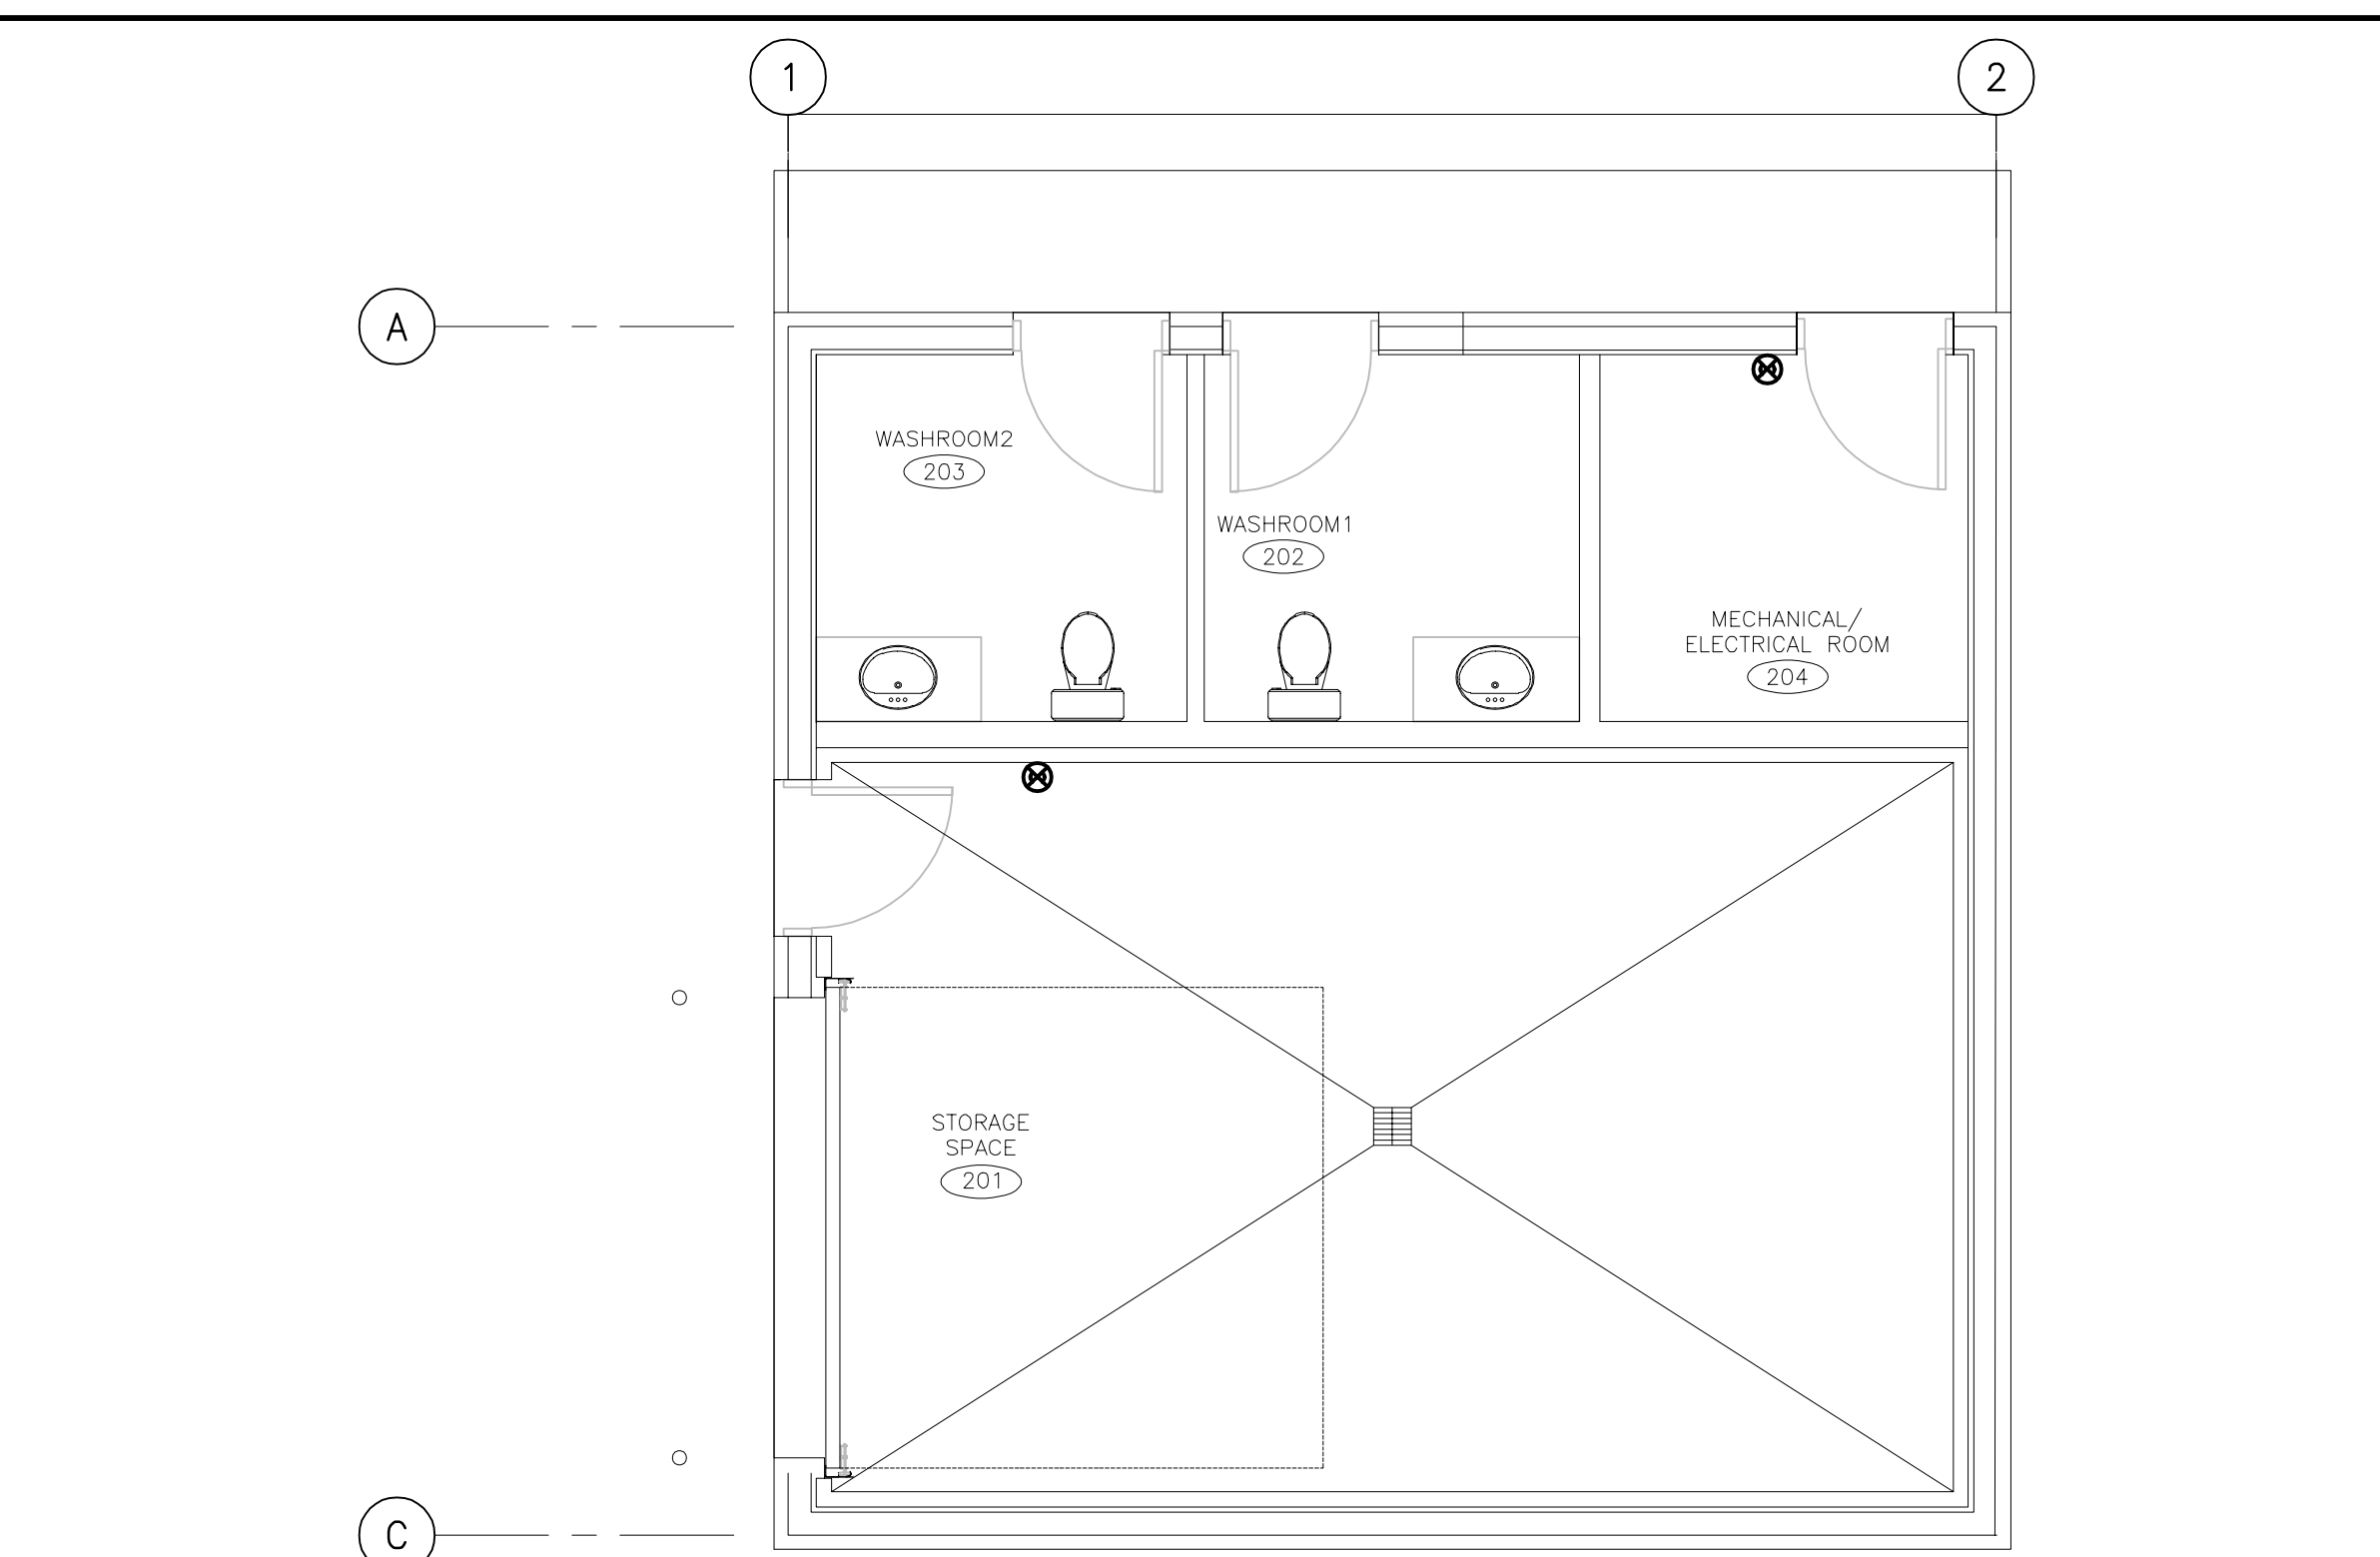 1
2
A
WASHROOM2
203
WASHROOM1
202
MECHANICAL/
ELECTRICAL ROOM
204
STORAGE
SPACE
201
C